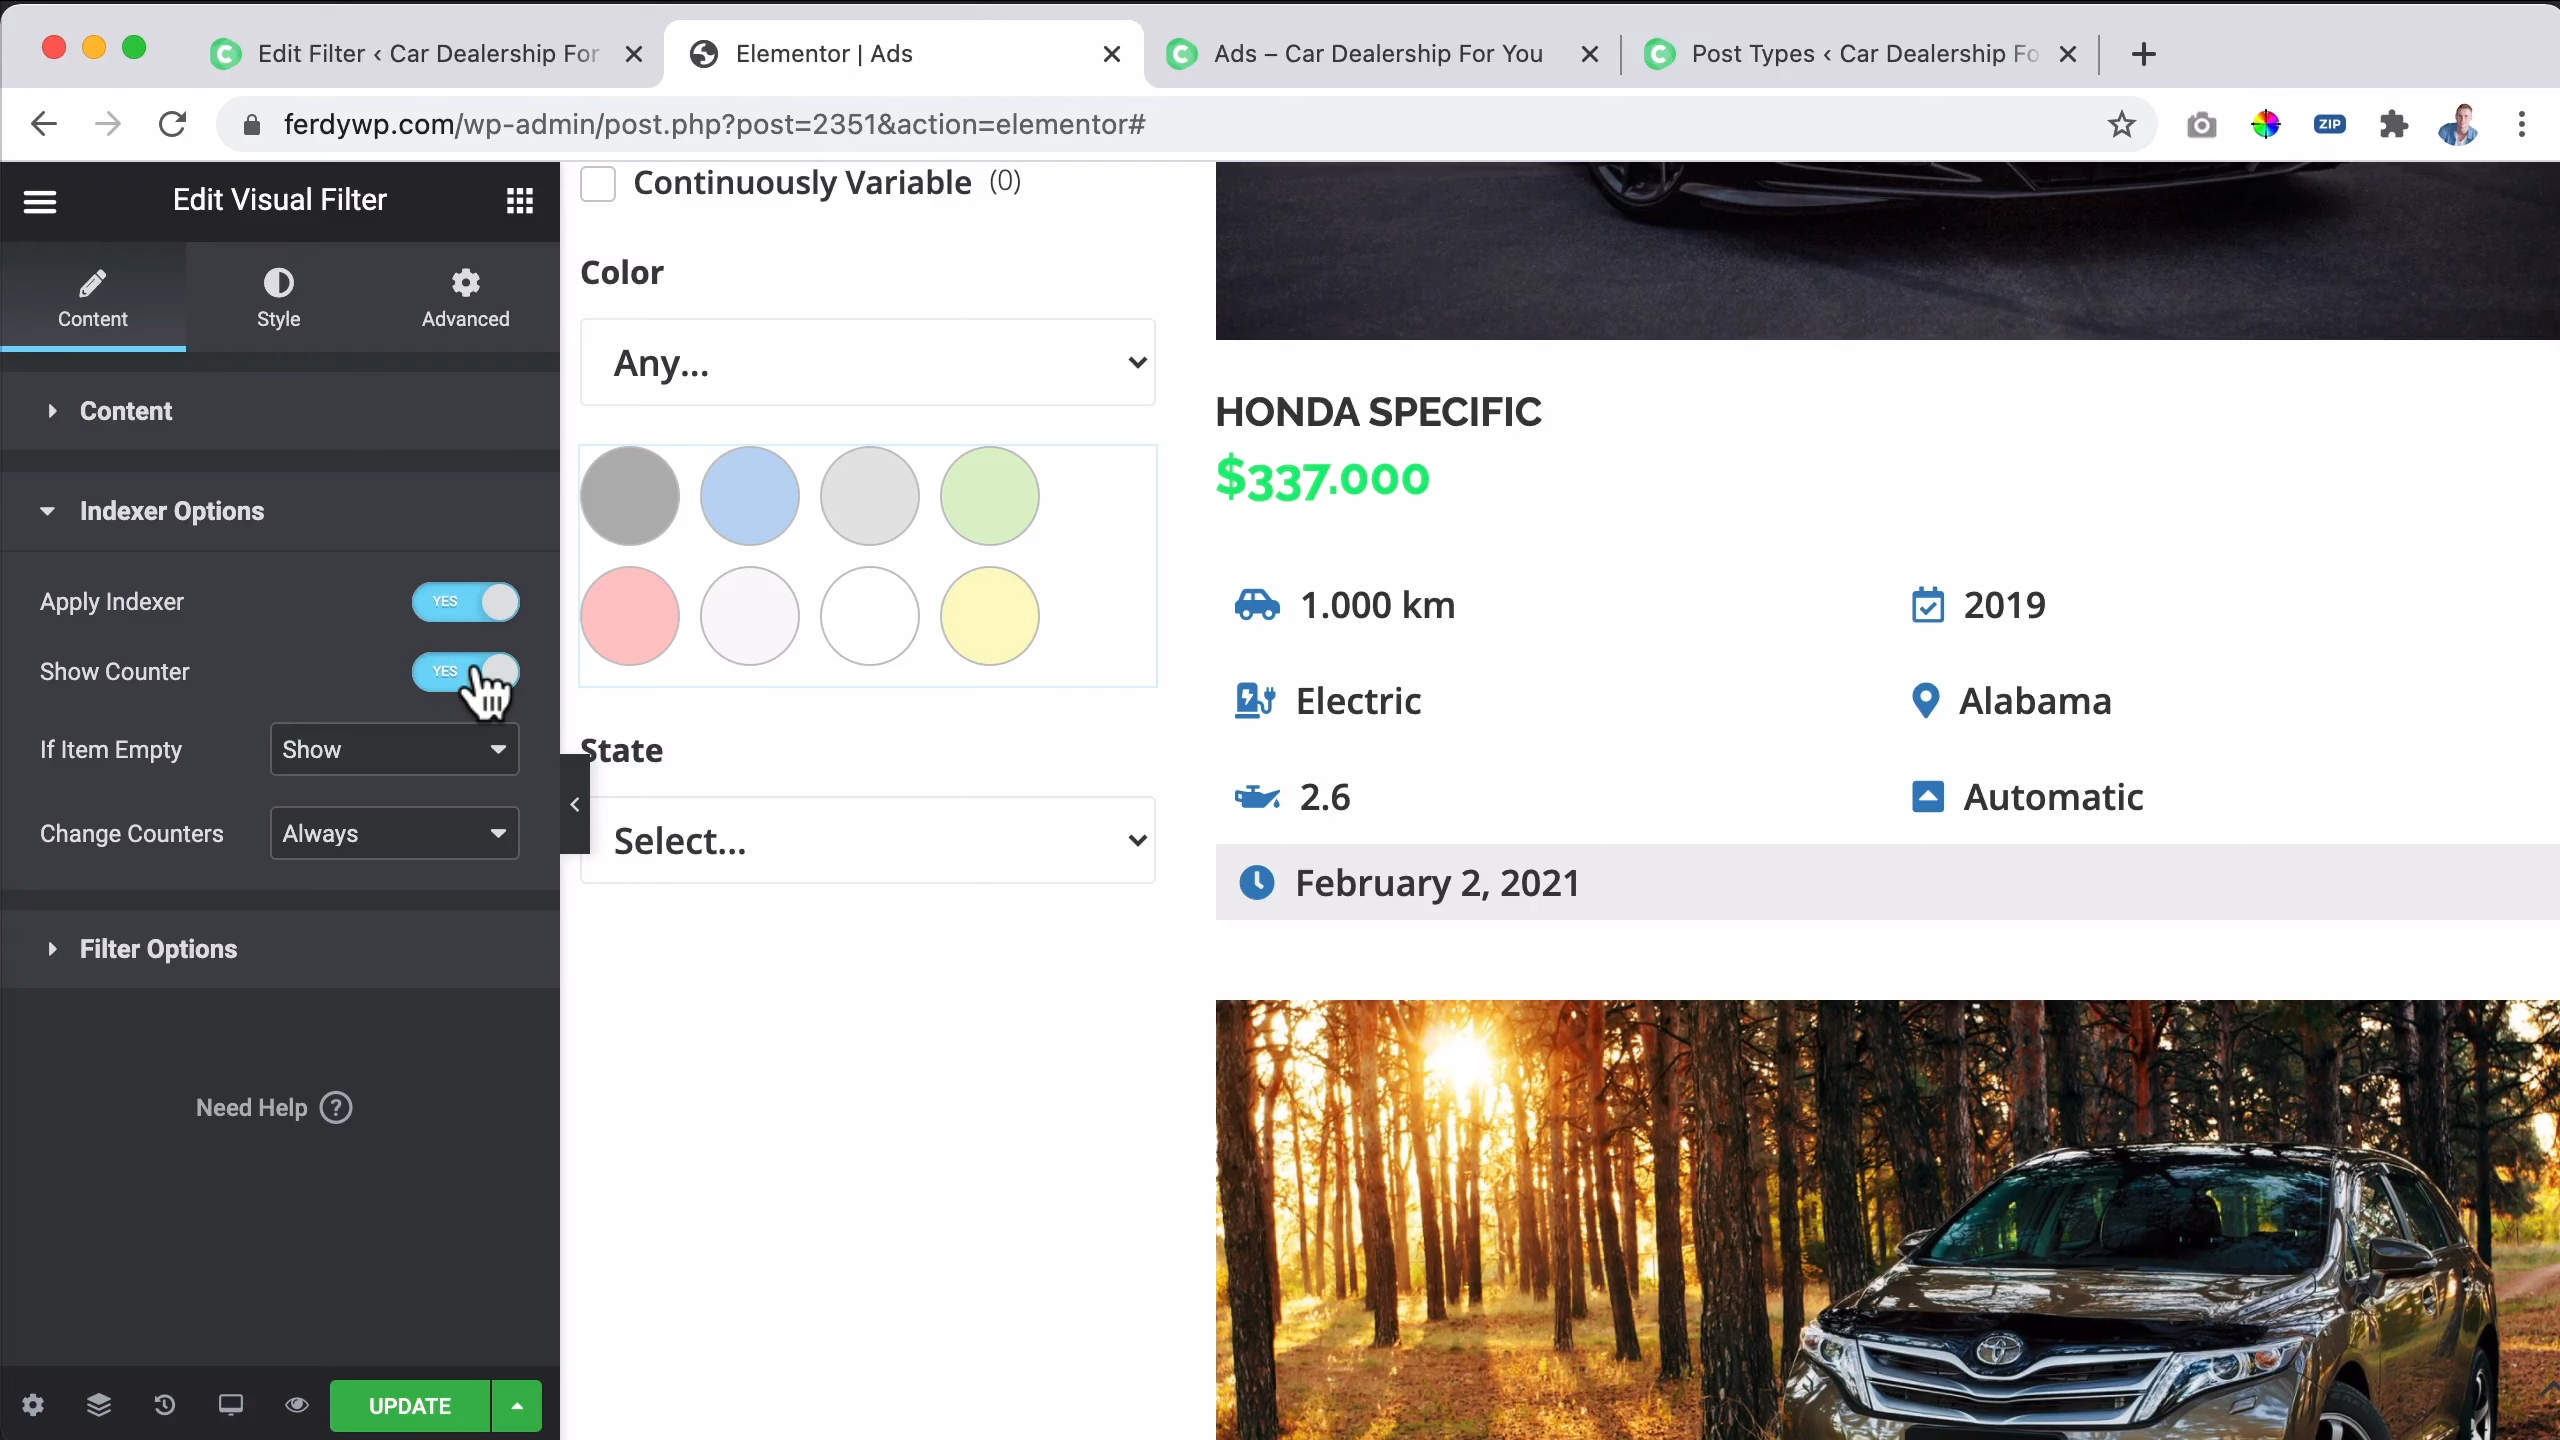 Edit Filter ‹ Car Dealership For
Elementor | Ads
Ads – Car Dealership For You
Post Types ‹ Car Dealership Fo
ferdywp.com/wp-admin/post.php?post=2351&action=elementor#
ZIP
Edit Visual Filter
Content
Style
Advanced
Content
Indexer Options
Apply Indexer
YES
Show Counter
YES
If Item Empty
Show
Change Counters
Always
Filter Options
Need Help ?
UPDATE
Continuously Variable (0)
Color
Any...
State
Select...
HONDA SPECIFIC
$337.000
1.000 km
2019
Electric
Alabama
2.6
Automatic
February 2, 2021